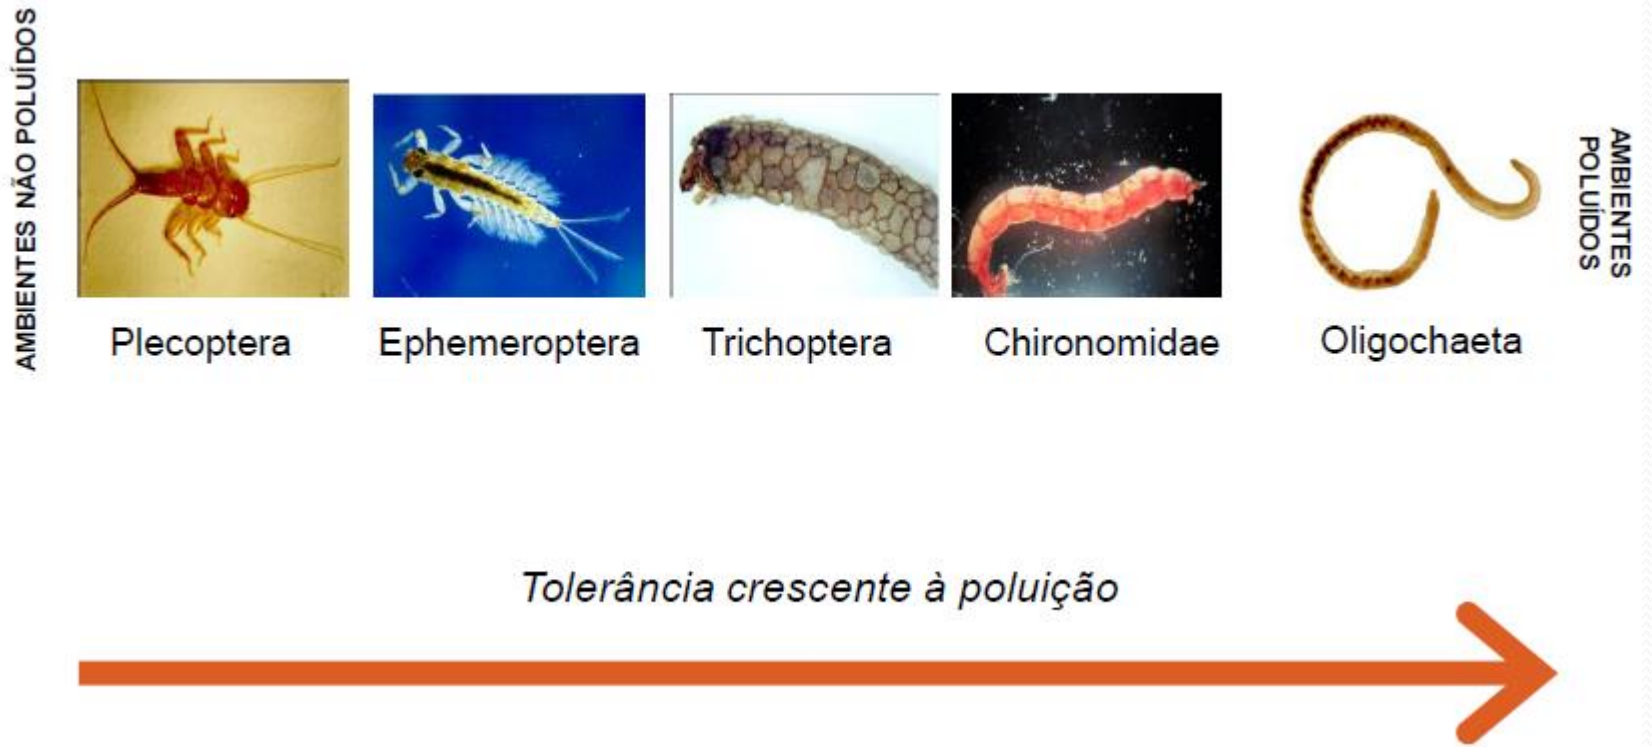 AMBIENTES NÃO POLUÍDOS
Plecoptera
Ephemeroptera
Trichoptera
Chironomidae
Oligochaeta
AMBIENTES
POLUÍDOS
Tolerância crescente à poluição